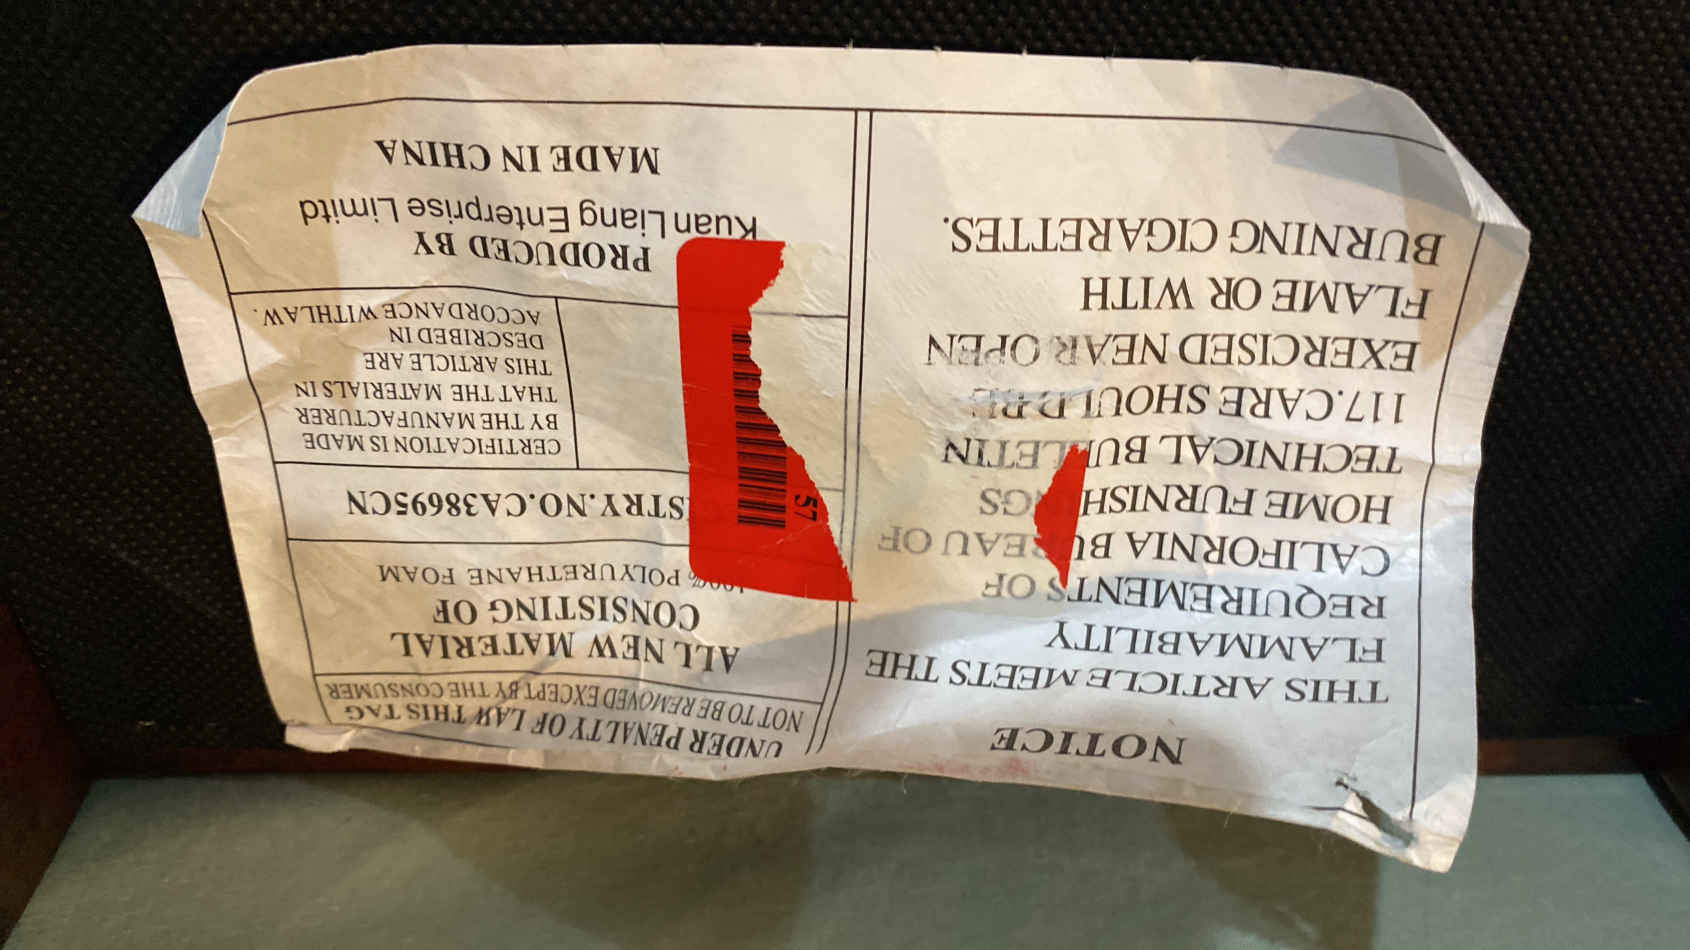 NOTICE
THIS ARTICLE MEETS THE
FLAMMABILITY
REQUIREMENTS OF
CALIFORNIA BUREAU OF
HOME FURNISHINGS
TECHNICAL BULLETIN
117.CARE SHOULD BE
EXERCISED NEAR OPEN
FLAME OR WITH
BURNING CIGARETTES.
UNDER PENALTY OF LAW THIS TAG
NOT TO BE REMOVED EXCEPT BY THE CONSUMER
ALL NEW MATERIAL
CONSISTING OF
100% POLYURETHANE FOAM
STRY.NO.CA38695CN
57
CERTIFICATION IS MADE
BY THE MANUFACTURER
THAT THE MATERIALS IN
THIS ARTICLE ARE
DESCRIBED IN
ACCORDANCE WITHLAW.
PRODUCED BY
Kuan Liang Enterprise Limitd
MADE IN CHINA